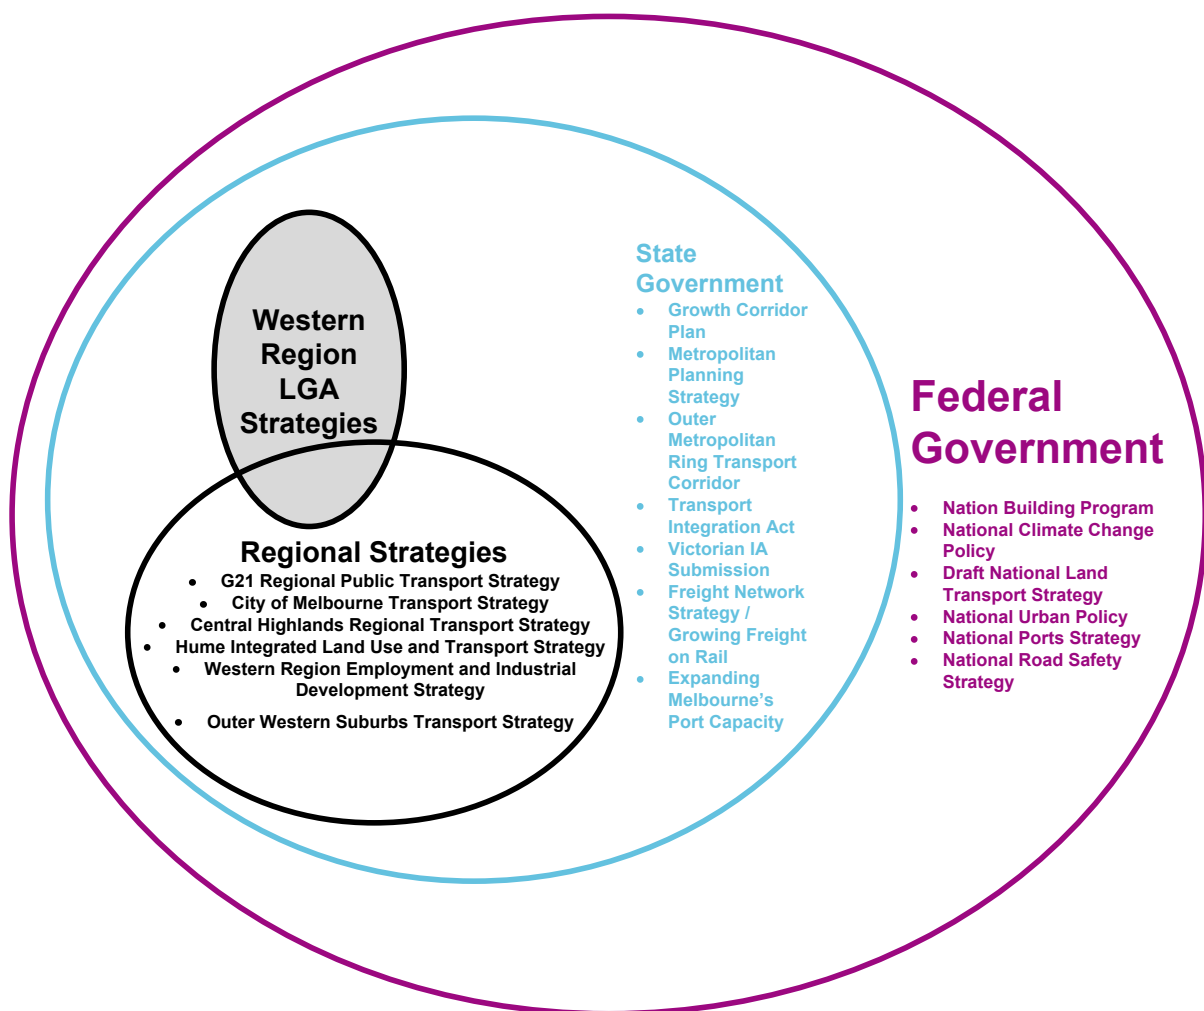 Western
Region
LGA
Strategies
Regional Strategies
• G21 Regional Public Transport Strategy
• City of Melbourne Transport Strategy
• Central Highlands Regional Transport Strategy
• Hume Integrated Land Use and Transport Strategy
• Western Region Employment and Industrial
Development Strategy
• Outer Western Suburbs Transport Strategy
State
Government
• Growth Corridor
Plan
• Metropolitan
Planning
Strategy
• Outer
Metropolitan
Ring Transport
Corridor
• Transport
Integration Act
• Victorian IA
Submission
• Freight Network
Strategy /
Growing Freight
on Rail
• Expanding
Melbourne’s
Port Capacity
Federal
Government
• Nation Building Program
• National Climate Change
Policy
• Draft National Land
Transport Strategy
• National Urban Policy
• National Ports Strategy
• National Road Safety
Strategy